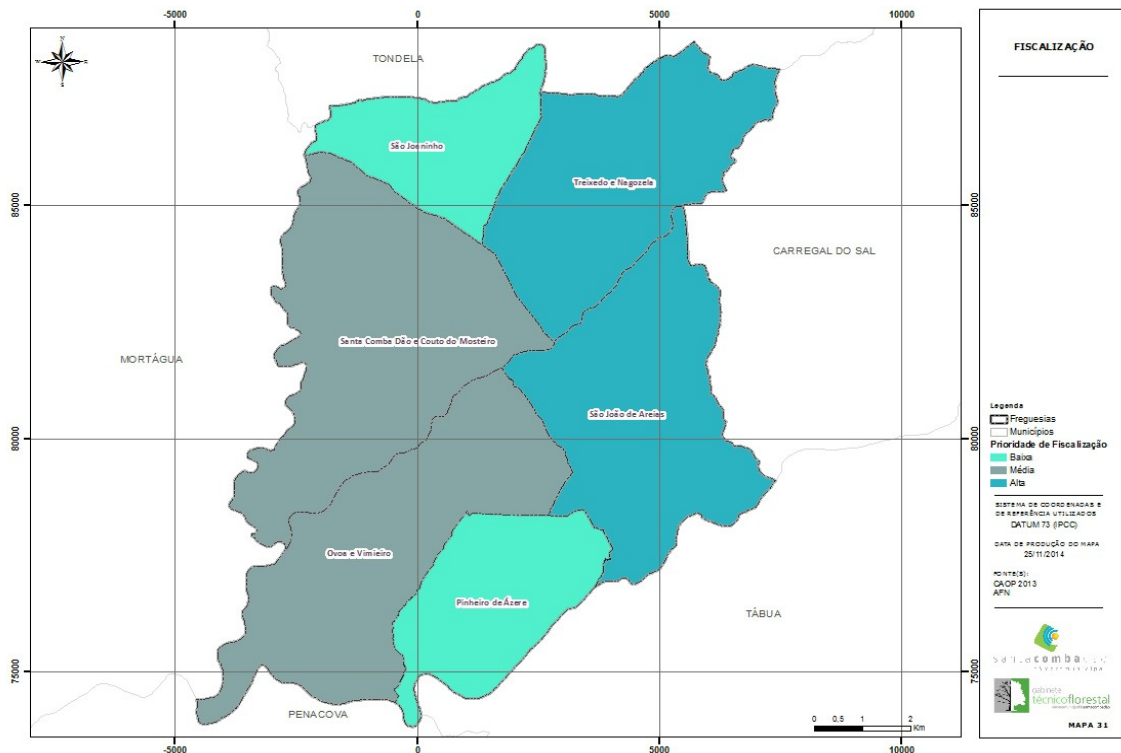 -5000 0 5000 10000
FISCALIZAÇÃO
N
W E
S
TONDELA
São Joaninho
Treixedo e Nagozela
85000 85000
CARREGAL DO SAL
Santa Comba Dão e Couto do Mosteiro
MORTÁGUA
São João de Areias
80000 80000
Ovoa e Vimieiro
Pinheiro de Ázere
TÁBUA
75000 75000
PENACOVA
0 0,5 1 2
Km
-5000 0 5000 10000
Legenda
Freguesias
Municípios
Prioridade de Fiscalização
Baixa
Média
Alta
SISTEMA DE COORDENADAS E
DE REFERÊNCIA UTILIZADOS
DATUM 73 (IPCC)
DATA DE PRODUÇÃO DO MAPA
25/11/2014
FONTE(S):
CAOP 2013
AFN
santacombadão
gabinete
técnicoflorestal
MAPA 31